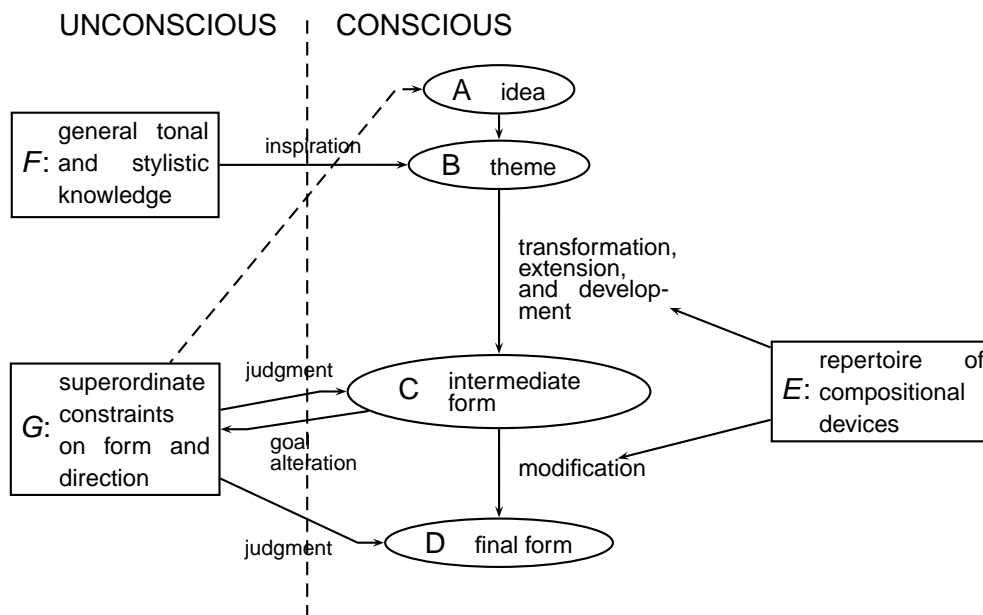 UNCONSCIOUS
CONSCIOUS
A idea
F: general tonal
and stylistic
knowledge
inspiration
B theme
transformation,
extension,
and develop-
ment
G: superordinate
constraints
on form and
direction
judgment
C intermediate
form
goal
alteration
E: repertoire of
compositional
devices
modification
judgment
D final form